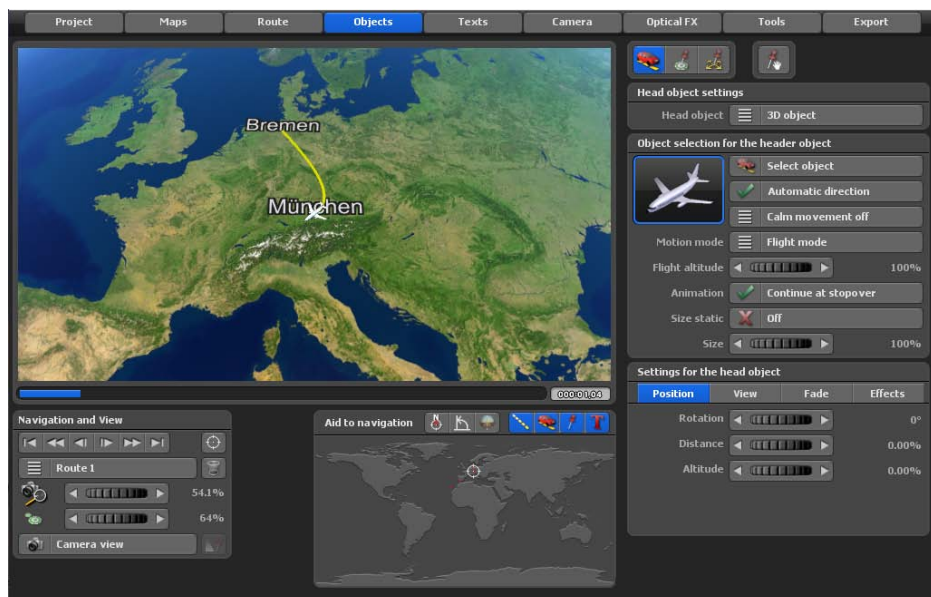 Project Maps Route Objects Texts Camera Optical FX Tools Export
Bremen
München
000:01,04
Head object settings
Head object 3D object
Object selection for the header object
Select object
Automatic direction
Calm movement off
Motion mode Flight mode
Flight altitude 100%
Animation Continue at stopover
Size static Off
Size 100%
Settings for the head object
Position View Fade Effects
Rotation 0°
Distance 0.00%
Altitude 0.00%
Navigation and View
Route 1
54.1%
64%
Camera view
Aid to navigation